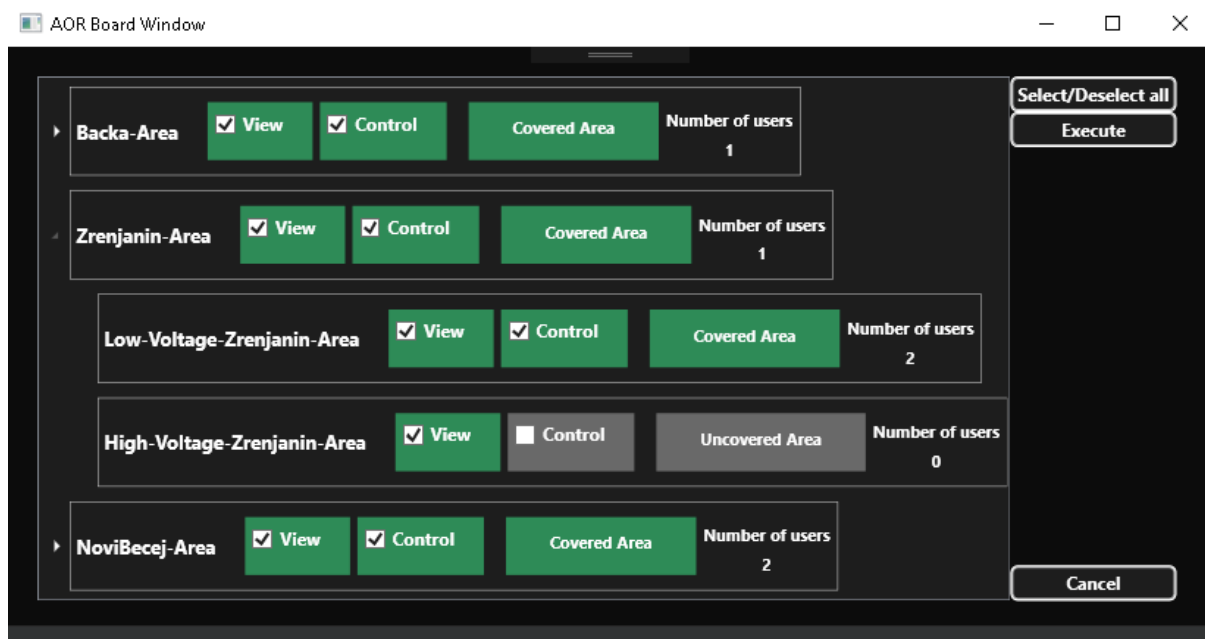 AOR Board Window
Select/Deselect all
Execute
Backa-Area View Control Covered Area Number of users
1
Zrenjanin-Area View Control Covered Area Number of users
1
Low-Voltage-Zrenjanin-Area View Control Covered Area Number of users
2
High-Voltage-Zrenjanin-Area View Control Uncovered Area Number of users
0
NoviBecej-Area View Control Covered Area Number of users
2
Cancel